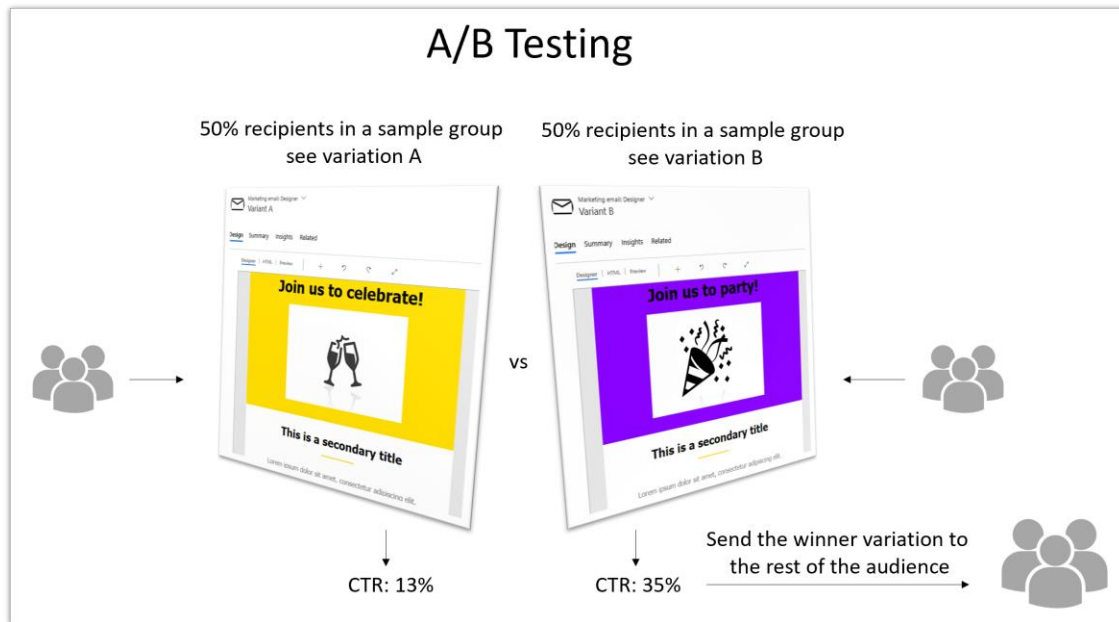 A/B Testing
50% recipients in a sample group
see variation A
50% recipients in a sample group
see variation B
Marketing email: Designer
Variant A
Design Summary Insights Related
Designer HTML Preview
Join us to celebrate!
This is a secondary title
Lorem ipsum dolor sit amet, consectetur adipiscing elit.
vs
Marketing email: Designer
Variant B
Design Summary Insights Related
Designer HTML Preview
Join us to party!
This is a secondary title
Lorem ipsum dolor sit amet, consectetur adipiscing elit.
CTR: 13%
CTR: 35%
Send the winner variation to
the rest of the audience